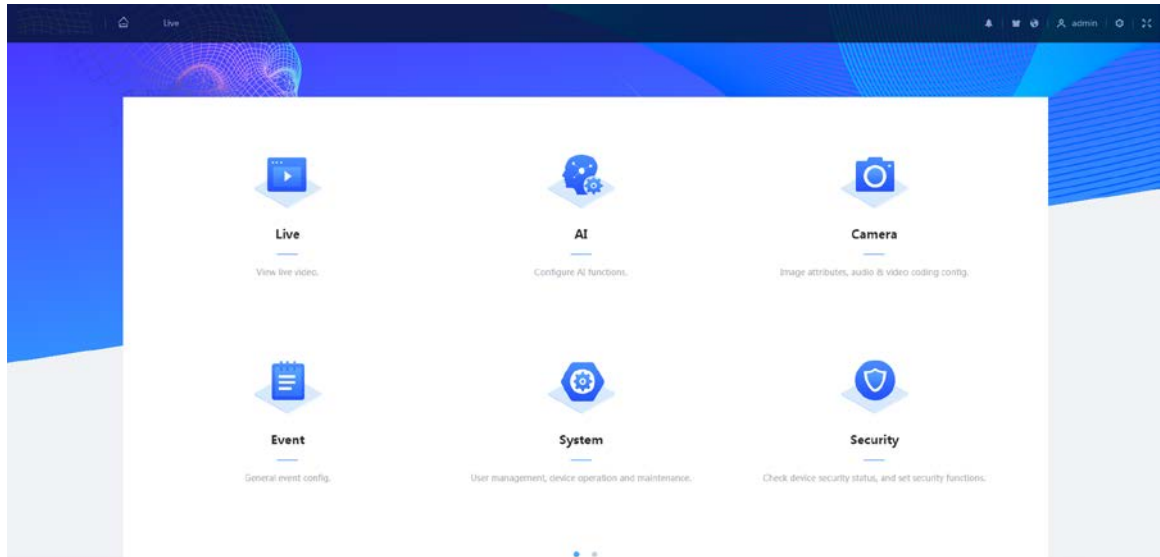 Live
admin
Live
AI
Camera
View live video.
Configure AI functions.
Image attributes, audio & video coding config.
Event
System
Security
General event config.
User management, device operation and maintenance.
Check device security status, and set security functions.